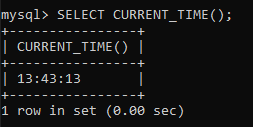 mysql> SELECT CURRENT_TIME();
+----------------+
| CURRENT_TIME() |
+----------------+
| 13:43:13       |
+----------------+
1 row in set (0.00 sec)